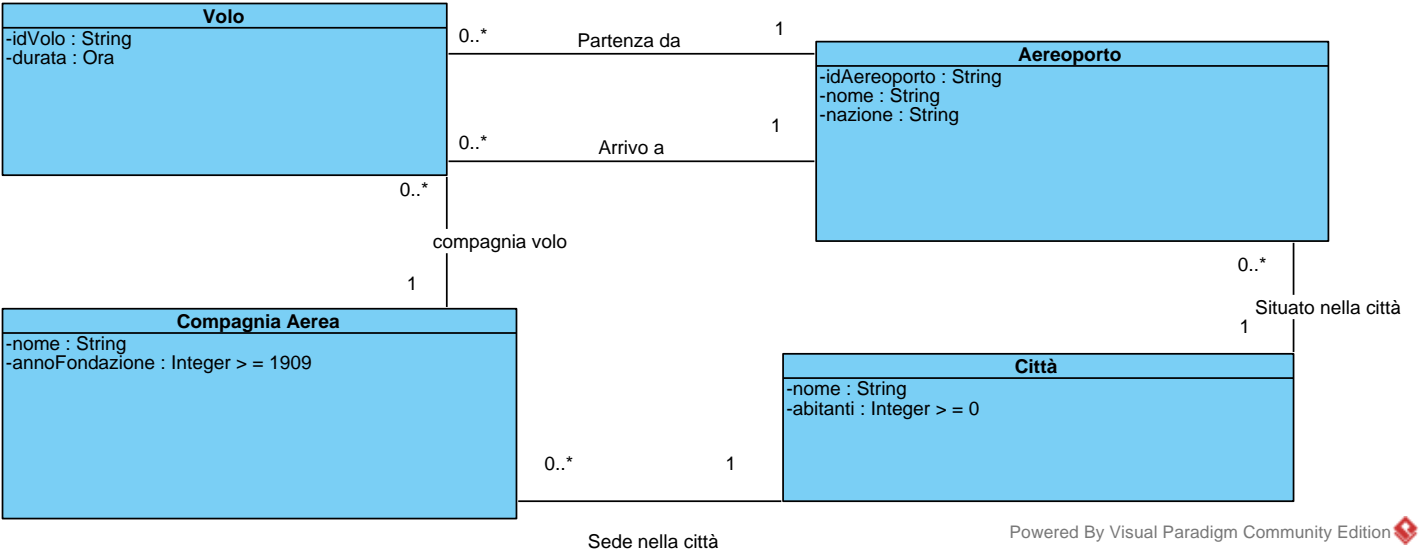 Volo
-idVolo : String
-durata : Ora
0..*
Partenza da
1
0..*
Arrivo a
1
Aereoporto
-idAereoporto : String
-nome : String
-nazione : String
0..*
compagnia volo
1
0..*
Situato nella città
1
Compagnia Aerea
-nome : String
-annoFondazione : Integer > = 1909
Città
-nome : String
-abitanti : Integer > = 0
0..*
1
Sede nella città
Powered By Visual Paradigm Community Edition